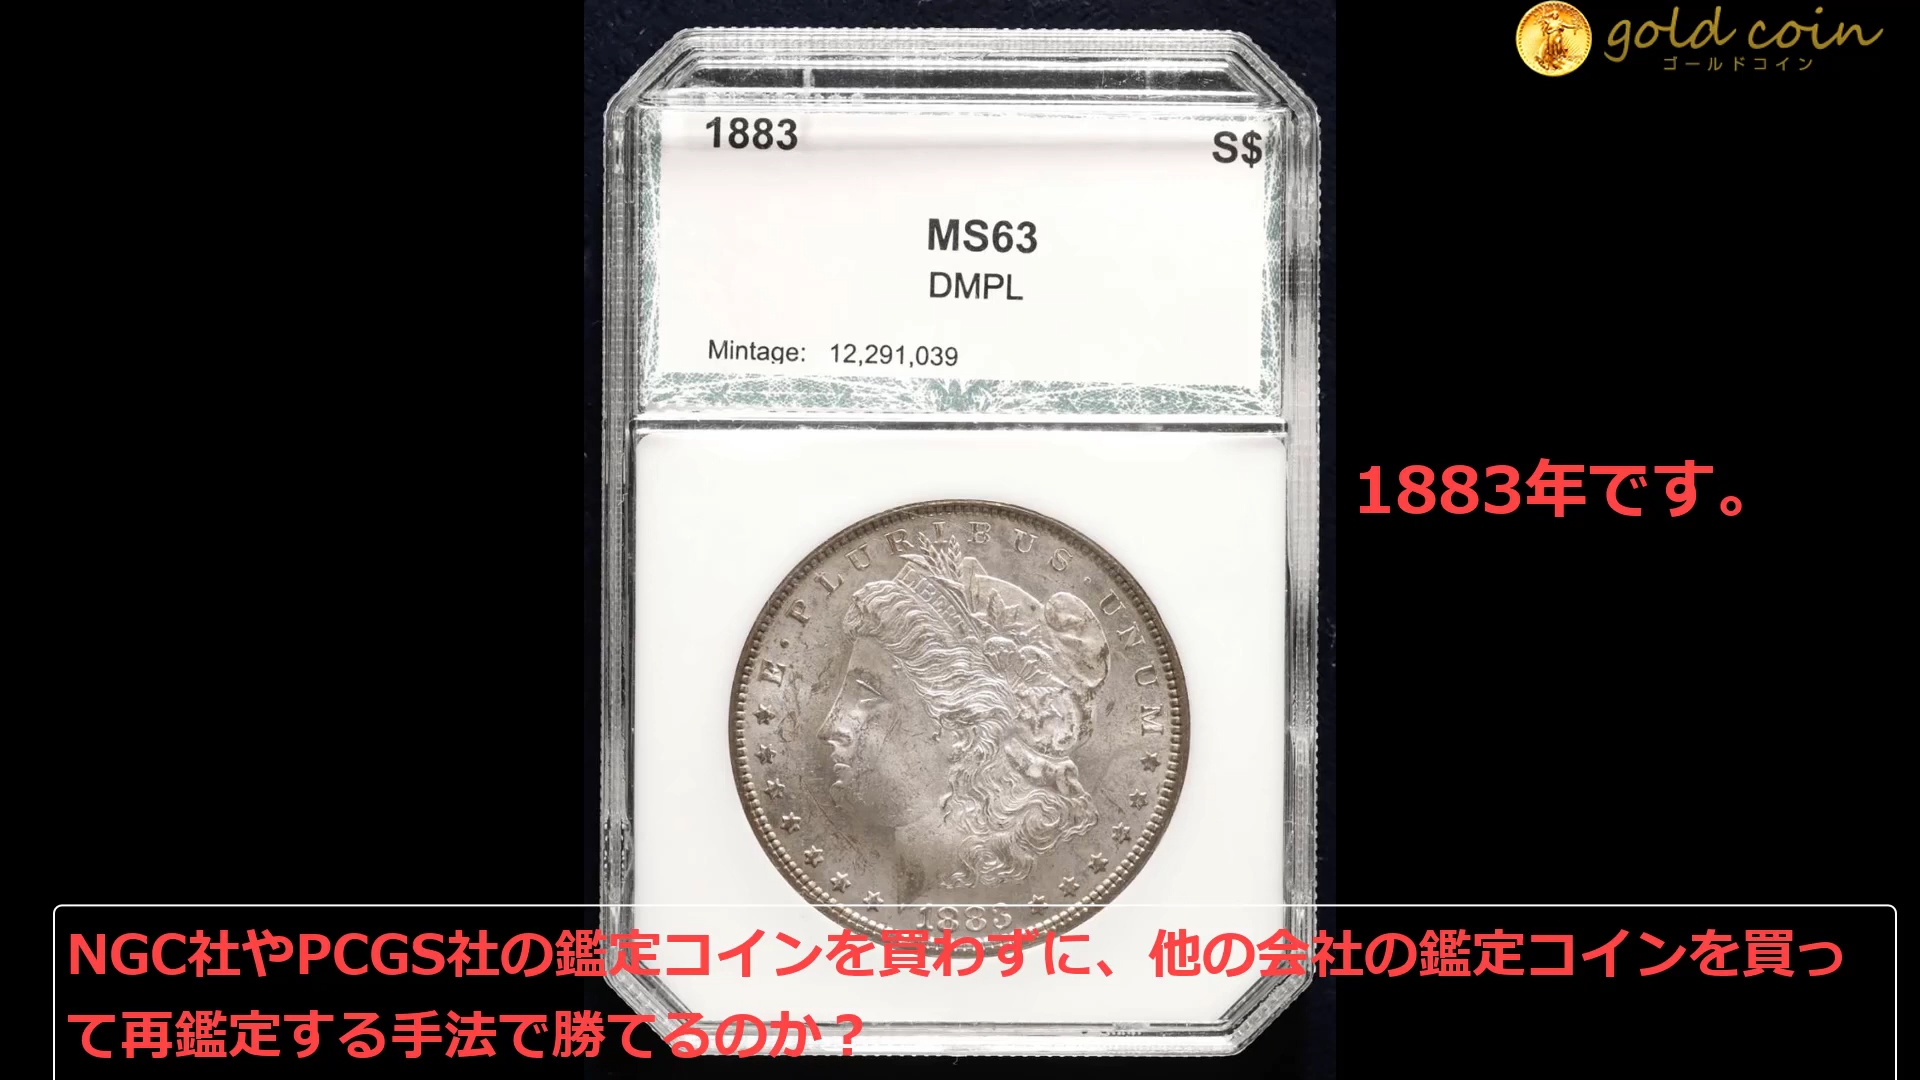 gold coin
ゴールドコイン
1883
S$
MS63
DMPL
Mintage: 12,291,039
1883年です。
E·PLURIBUS·UNUM
LIBERTY
1883
NGC社やPCGS社の鑑定コインを買わずに、他の会社の鑑定コインを買っ
て再鑑定する手法で勝てるのか？